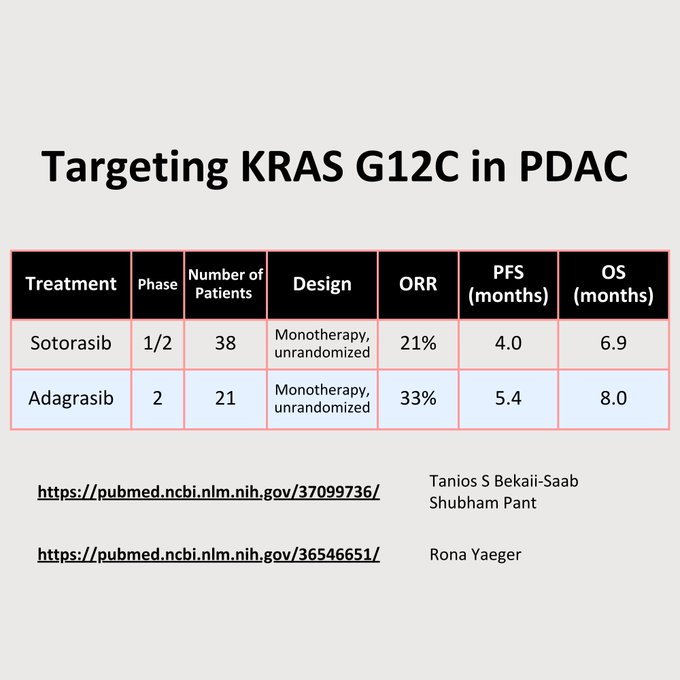 Targeting KRAS G12C in PDAC
Treatment Phase Number of Patients Design ORR PFS (months) OS (months)
Sotorasib 1/2 38 Monotherapy, unrandomized 21% 4.0 6.9
Adagrasib 2 21 Monotherapy, unrandomized 33% 5.4 8.0
https://pubmed.ncbi.nlm.nih.gov/37099736/ Tanios S Bekaii-Saab
Shubham Pant
https://pubmed.ncbi.nlm.nih.gov/36546651/ Rona Yaeger